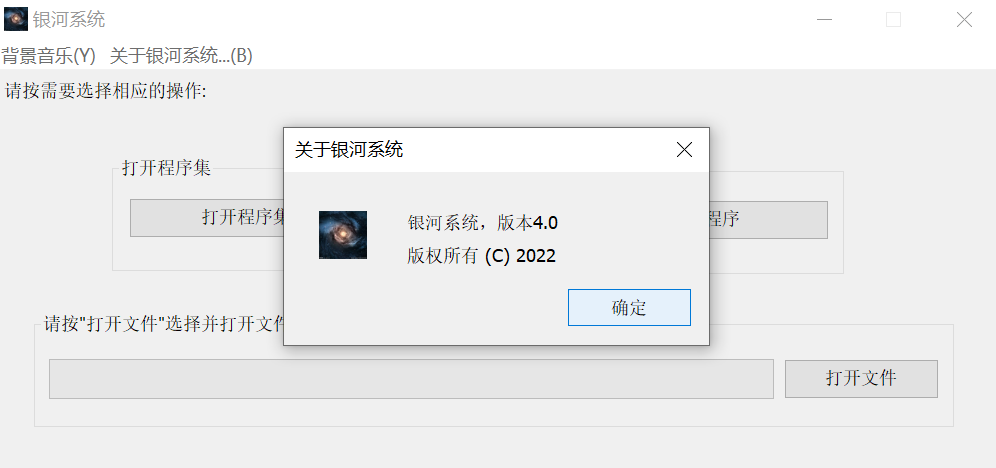 银河系统
背景音乐(Y) 关于银河系统...(B)
请按需要选择相应的操作:
关于银河系统
打开程序集
打开程序集
程序
银河系统，版本4.0
版权所有 (C) 2022
确定
请按"打开文件"选择并打开文件
打开文件